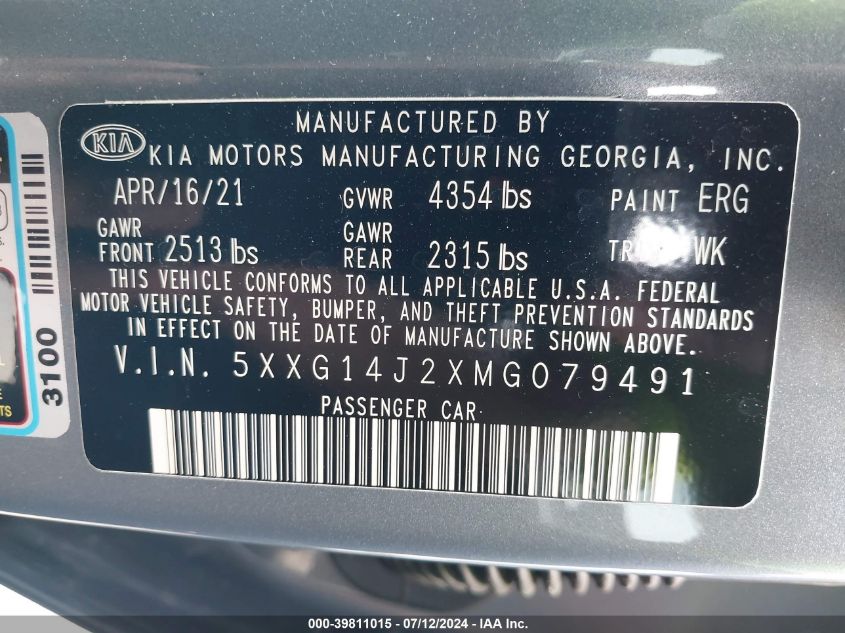 MANUFACTURED BY
KIA KIA MOTORS MANUFACTURING GEORGIA, INC.
APR/16/21 GVWR 4354 lbs PAINT ERG
GAWR FRONT 2513 lbs GAWR REAR 2315 lbs WK
THIS VEHICLE CONFORMS TO ALL APPLICABLE U.S.A. FEDERAL
MOTOR VEHICLE SAFETY, BUMPER, AND THEFT PREVENTION STANDARDS
IN EFFECT ON THE DATE OF MANUFACTURE SHOWN ABOVE.
V.I.N. 5XXG14J2XMG079491
PASSENGER CAR
3100
000-39811015 - 07/12/2024 - IAA Inc.